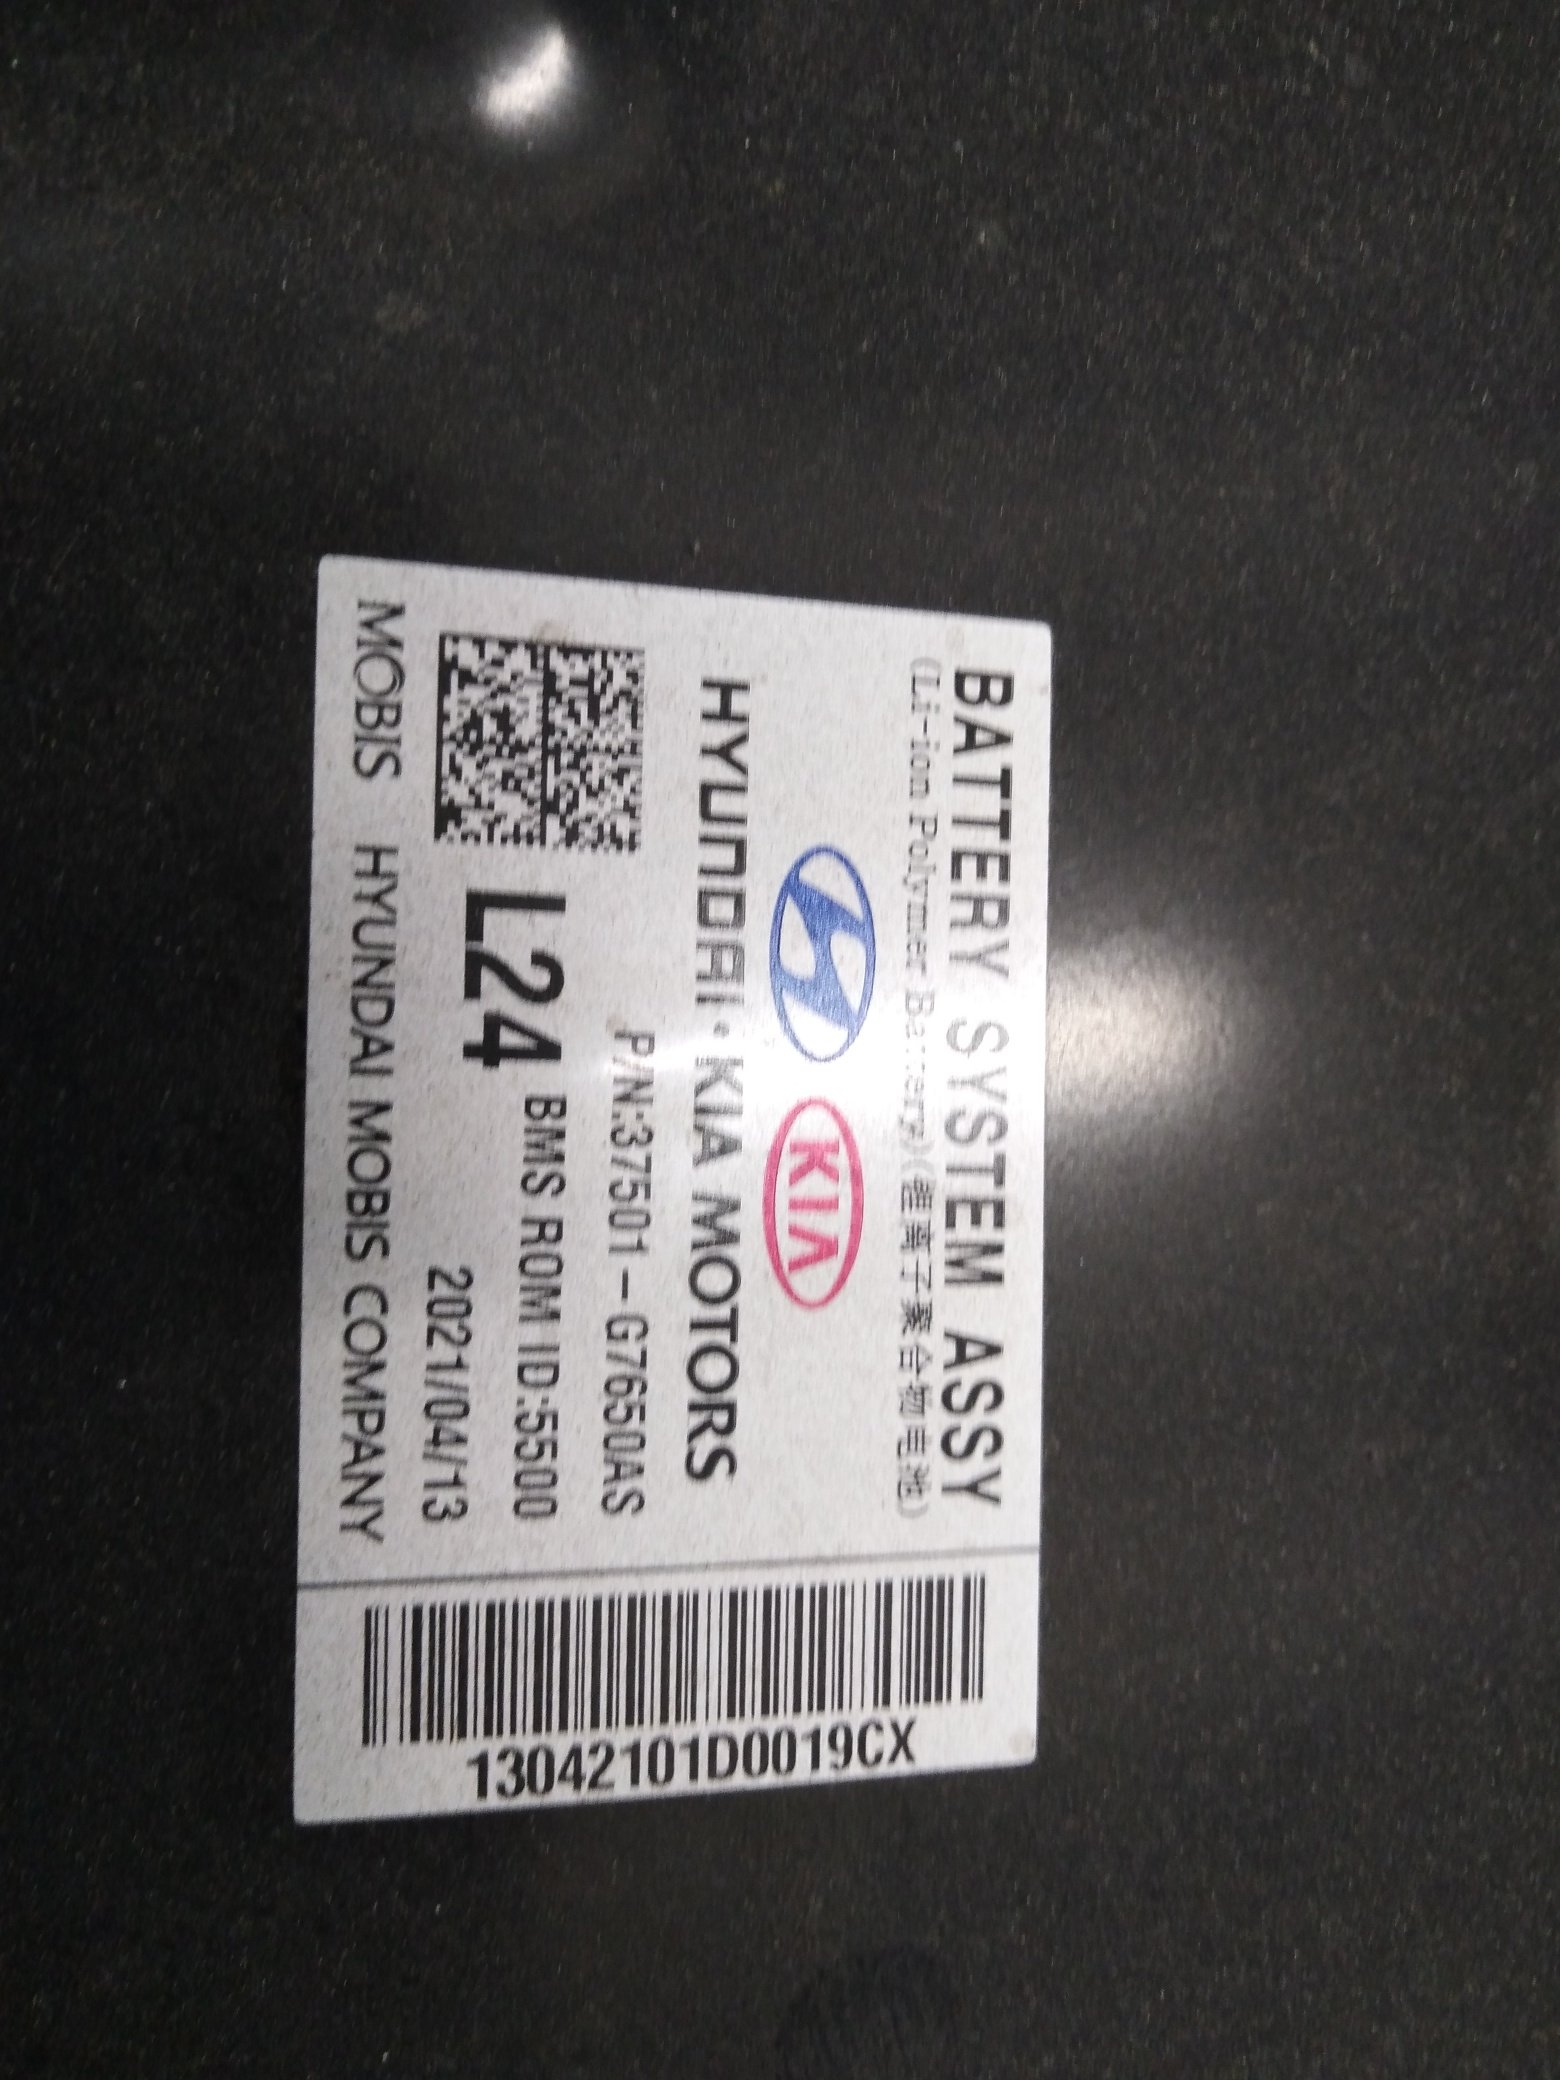 BATTERY SYSTEM ASSY
(Li-ion Polymer Battery)(锂离子聚合物电池)
KIA
HYUNDAI·KIA MOTORS
P/N:37501-G7650AS
L24
BMS ROM ID:5500
2021/04/13
MOBIS HYUNDAI MOBIS COMPANY
13042101D0019CX